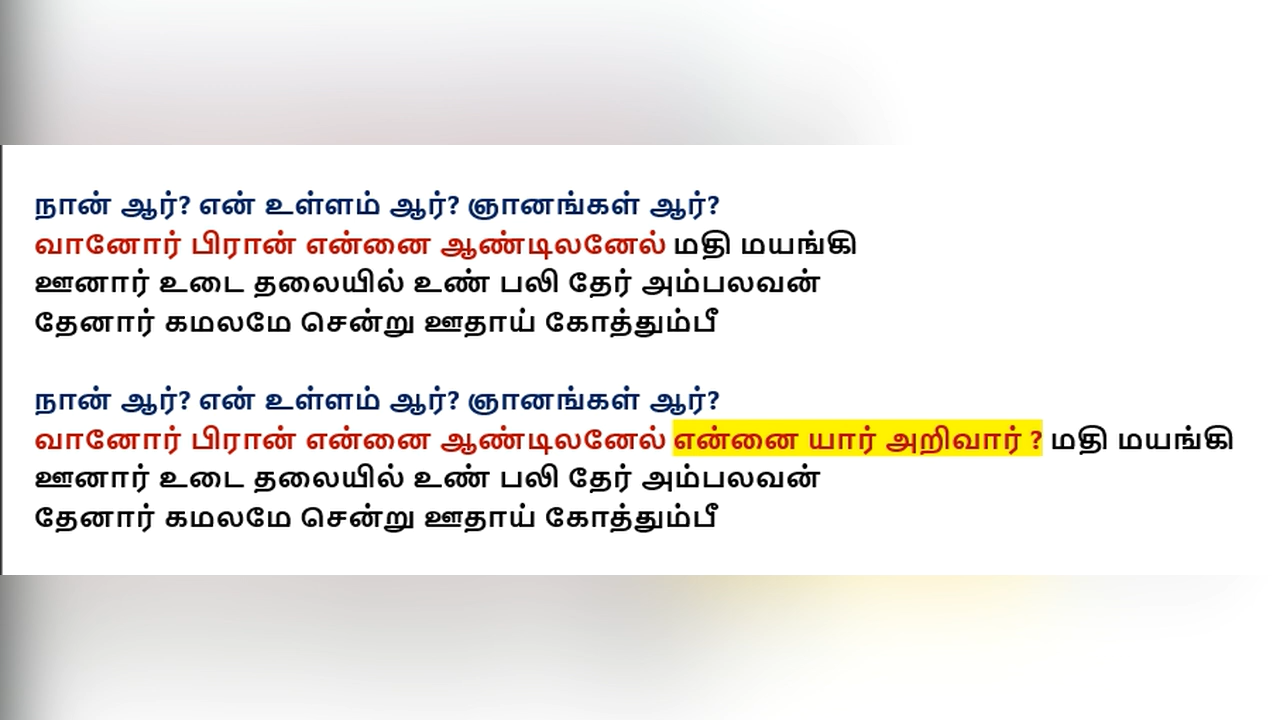 நான் ஆர்? என் உள்ளம் ஆர்? ஞானங்கள் ஆர்?
வானோர் பிரான் என்னை ஆண்டிலனேல் மதி மயங்கி
ஊனார் உடை தலையில் உண் பலி தேர் அம்பலவன்
தேனார் கமலமே சென்று ஊதாய் கோத்தும்பீ
நான் ஆர்? என் உள்ளம் ஆர்? ஞானங்கள் ஆர்?
வானோர் பிரான் என்னை ஆண்டிலனேல் என்னை யார் அறிவார் ? மதி மயங்கி
ஊனார் உடை தலையில் உண் பலி தேர் அம்பலவன்
தேனார் கமலமே சென்று ஊதாய் கோத்தும்பீ